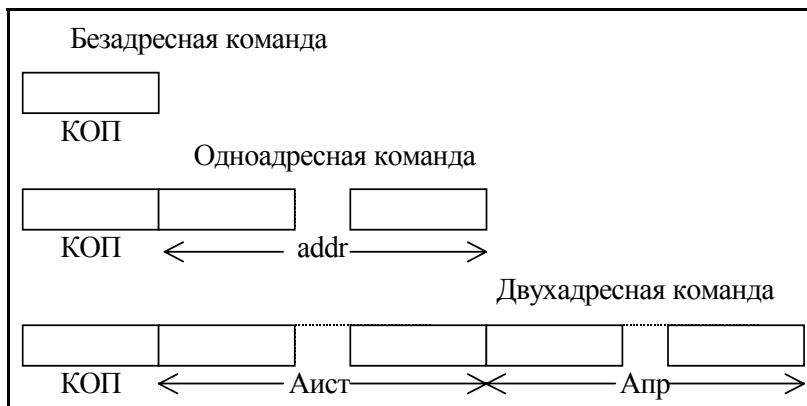 Безадресная команда
КОП
Одноадресная команда
КОП addr
Двухадресная команда
КОП Аист Апр